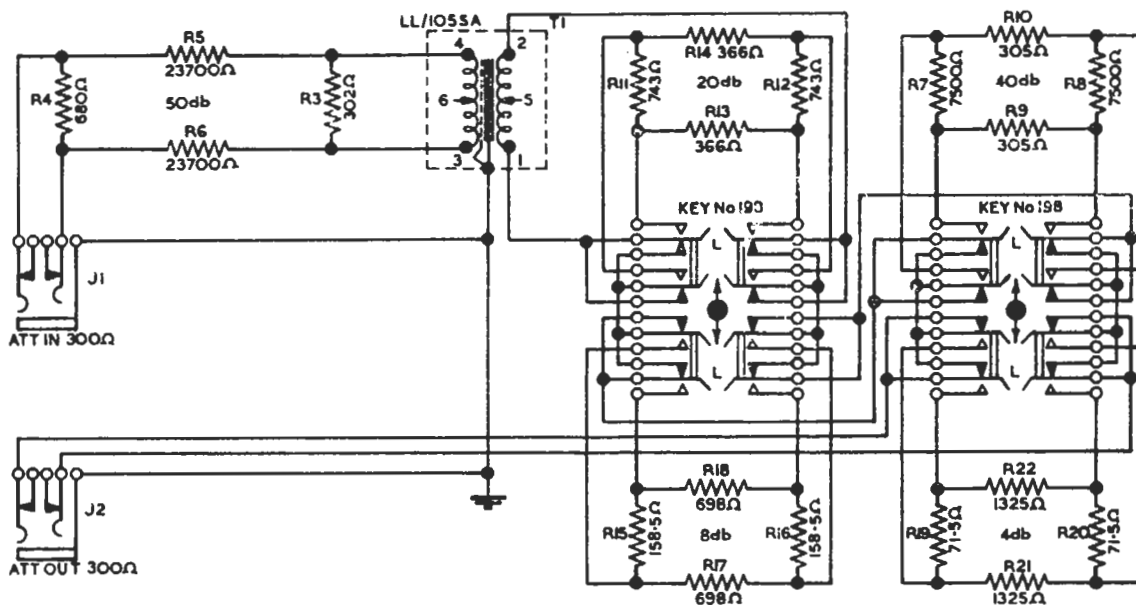 LL/1055A
T1
R5
23700Ω
R4
680Ω
50db
R3
302Ω
R6
23700Ω
4
2
6
5
3
1
R14 366Ω
R11
743Ω
20db
R12
743Ω
R13
366Ω
R10
305Ω
R7
7500Ω
40db
R8
7500Ω
R9
305Ω
KEY No 193
L
L
KEY No 198
L
L
J1
ATT IN 300Ω
J2
ATT OUT 300Ω
R18
698Ω
R15
158·5Ω
8db
R16
158·5Ω
R17
698Ω
R22
1325Ω
R19
71·5Ω
4db
R20
71·5Ω
R21
1325Ω